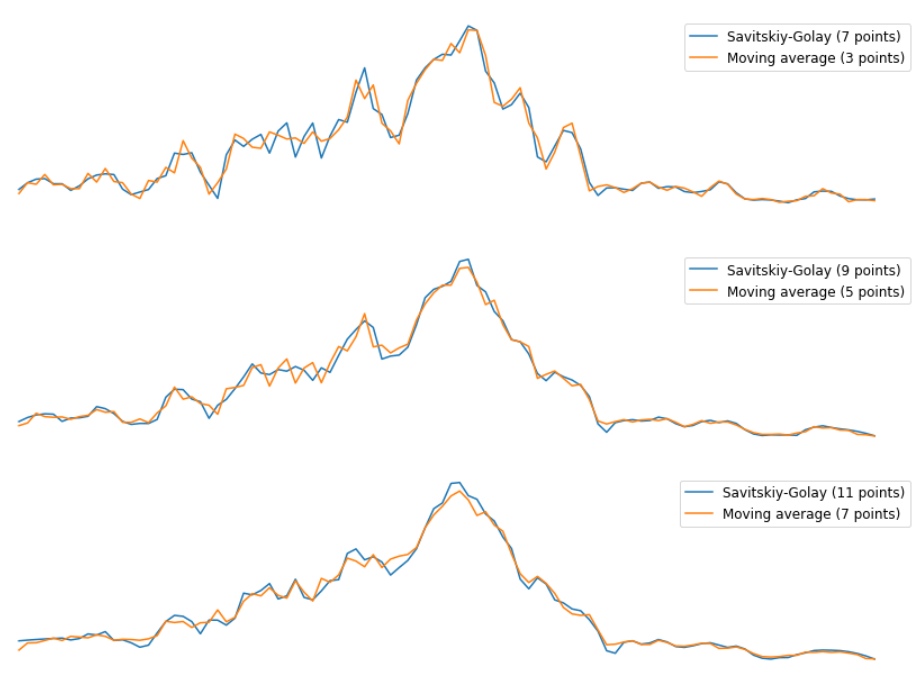 Savitskiy-Golay (7 points)
Moving average (3 points)
Savitskiy-Golay (9 points)
Moving average (5 points)
Savitskiy-Golay (11 points)
Moving average (7 points)